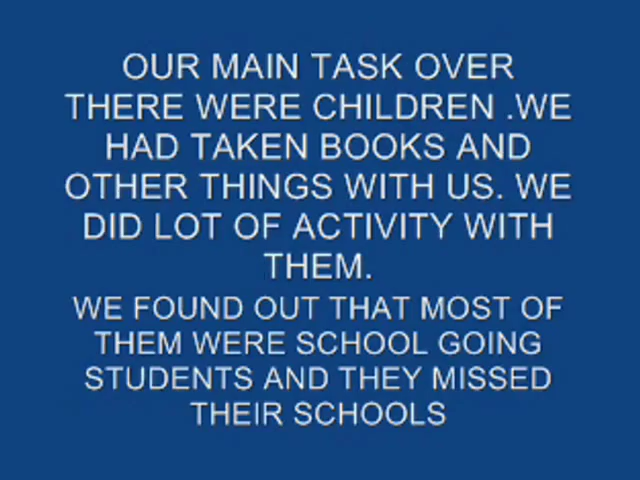 OUR MAIN TASK OVER
THERE WERE CHILDREN .WE
HAD TAKEN BOOKS AND
OTHER THINGS WITH US. WE
DID LOT OF ACTIVITY WITH
THEM.
WE FOUND OUT THAT MOST OF
THEM WERE SCHOOL GOING
STUDENTS AND THEY MISSED
THEIR SCHOOLS